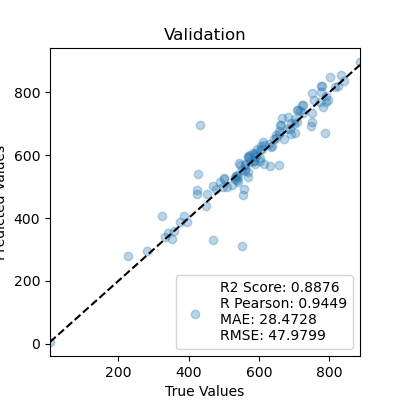 Validation
800
600
400
200
0
Predicted Values
R2 Score: 0.8876
R Pearson: 0.9449
MAE: 28.4728
RMSE: 47.9799
200
400
600
800
True Values